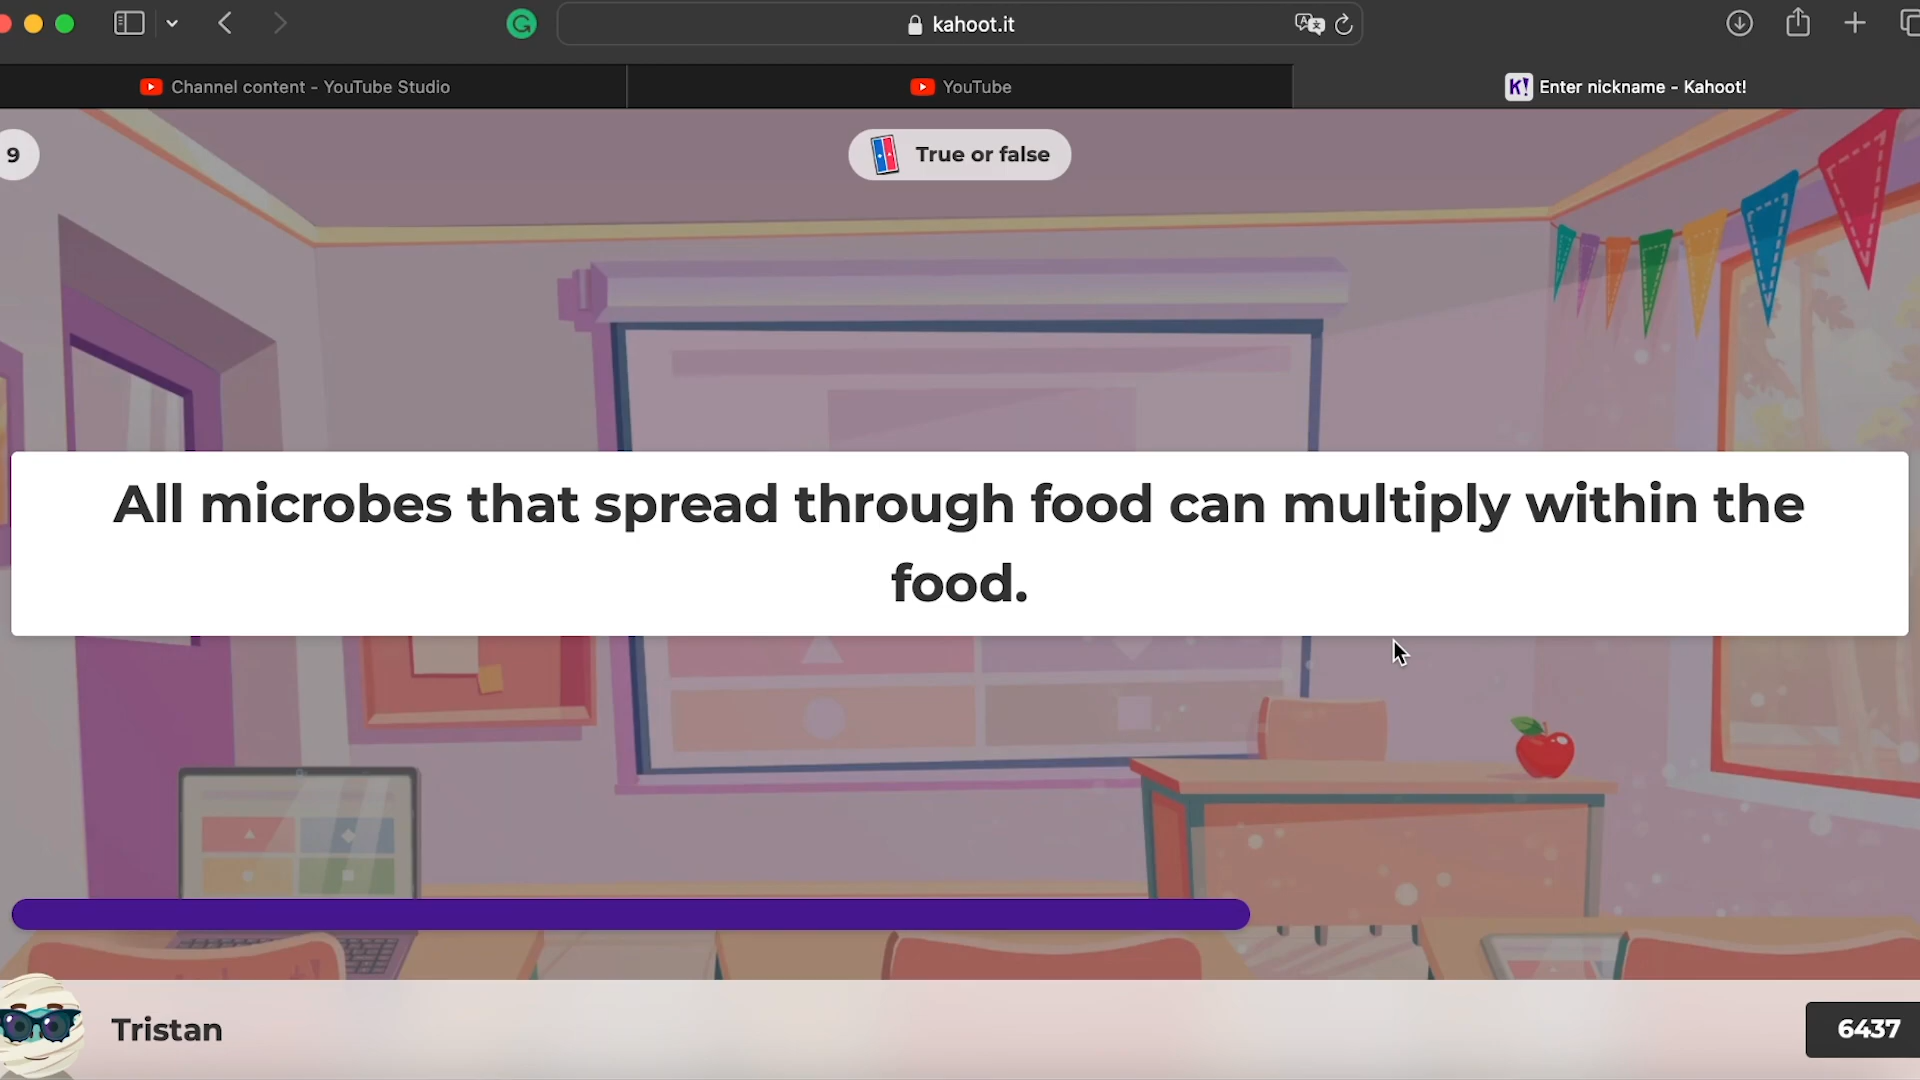 kahoot.it
Channel content - YouTube Studio
YouTube
K! Enter nickname - Kahoot!
9
True or false
All microbes that spread through food can multiply within the
food.
Tristan
6437